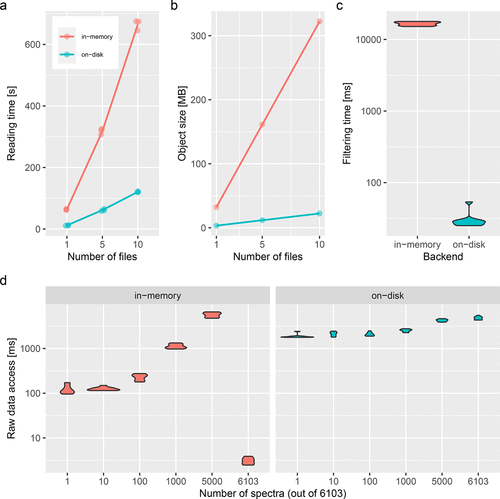 a
b
c
in−memory
on−disk
Reading time [s]
600
400
200
0
1
5
10
Number of files
Object size [MB]
300
200
100
0
1
5
10
Number of files
Filtering time [ms]
10000
1000
100
in−memory
on−disk
Backend
d
in−memory
on−disk
Raw data access [ms]
1000
100
10
1
10
100
1000
5000
6103
1
10
100
1000
5000
6103
Number of spectra (out of 6103)